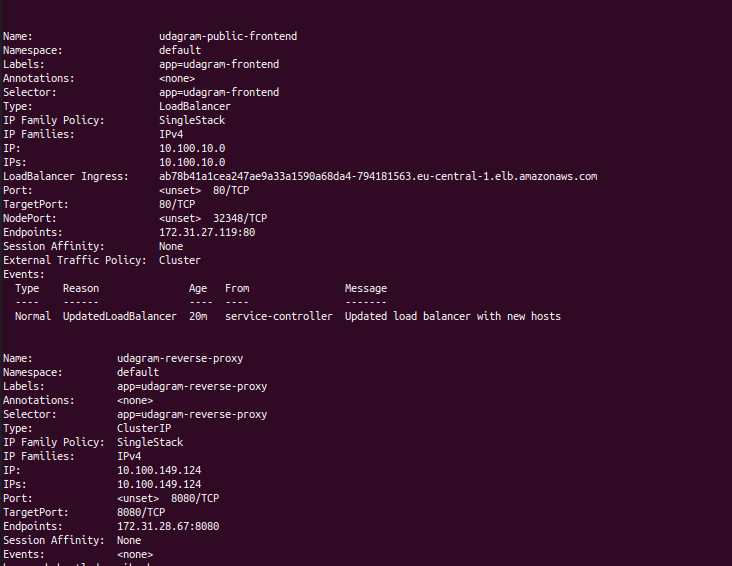 Name:                     udagram-public-frontend
Namespace:                default
Labels:                   app=udagram-frontend
Annotations:              <none>
Selector:                 app=udagram-frontend
Type:                     LoadBalancer
IP Family Policy:         SingleStack
IP Families:              IPv4
IP:                       10.100.10.0
IPs:                      10.100.10.0
LoadBalancer Ingress:     ab78b41a1cea247ae9a33a1590a68da4-794181563.eu-central-1.elb.amazonaws.com
Port:                     <unset>  80/TCP
TargetPort:               80/TCP
NodePort:                 <unset>  32348/TCP
Endpoints:                172.31.27.119:80
Session Affinity:         None
External Traffic Policy:  Cluster
Events:
  Type    Reason               Age   From                Message
  ----    ------               ----  ----                -------
  Normal  UpdatedLoadBalancer  20m   service-controller  Updated load balancer with new hosts
Name:              udagram-reverse-proxy
Namespace:         default
Labels:            app=udagram-reverse-proxy
Annotations:       <none>
Selector:          app=udagram-reverse-proxy
Type:              ClusterIP
IP Family Policy:  SingleStack
IP Families:       IPv4
IP:                10.100.149.124
IPs:               10.100.149.124
Port:              <unset>  8080/TCP
TargetPort:        8080/TCP
Endpoints:         172.31.28.67:8080
Session Affinity:  None
Events:            <none>